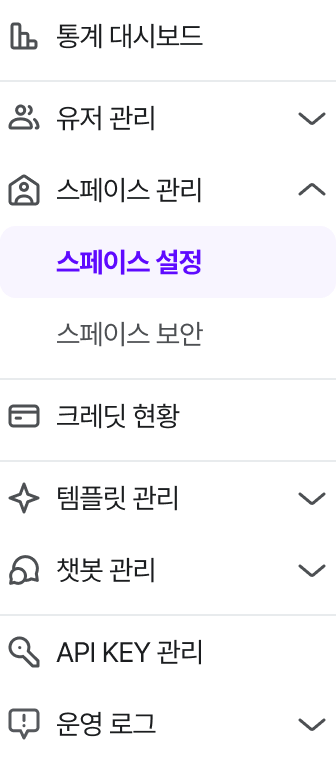 통계 대시보드
유저 관리
스페이스 관리
스페이스 설정
스페이스 보안
크레딧 현황
템플릿 관리
챗봇 관리
API KEY 관리
운영 로그